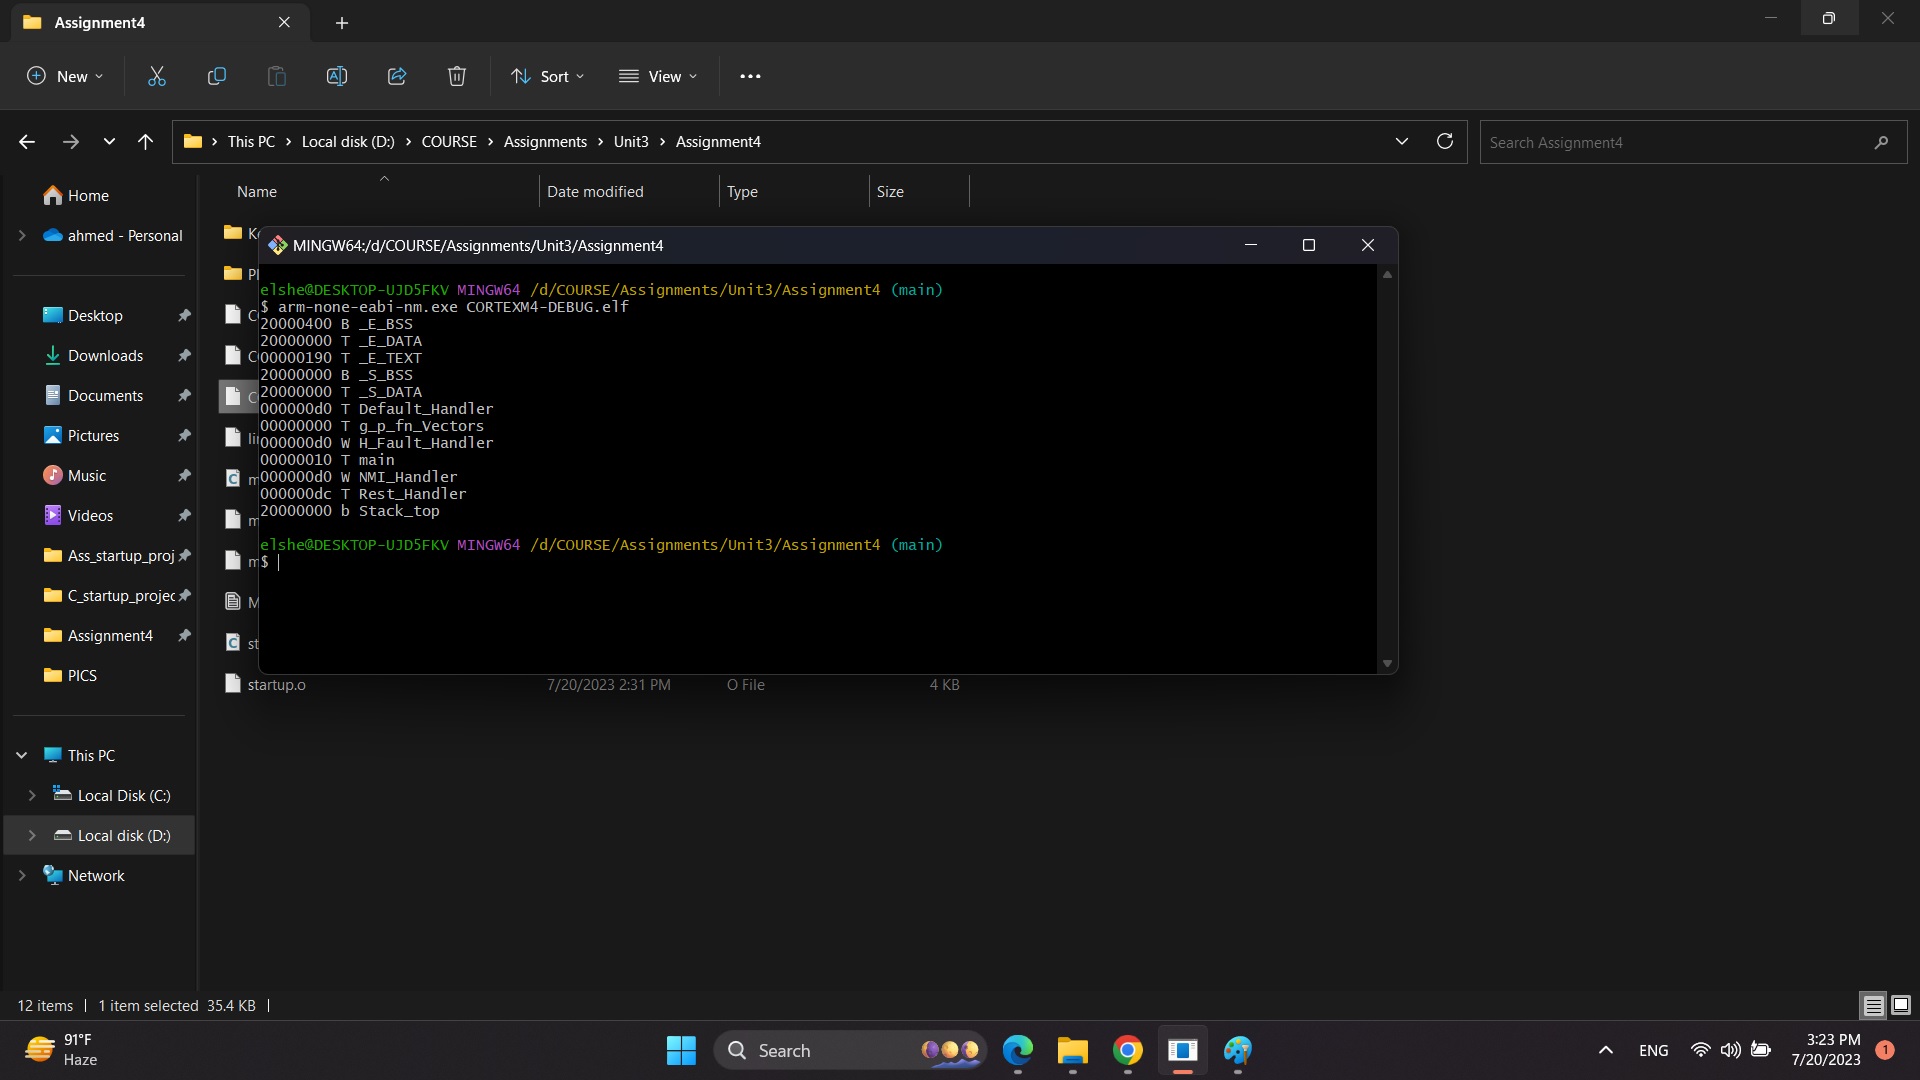 Assignment4
New
Sort
View
This PC > Local disk (D:) > COURSE > Assignments > Unit3 > Assignment4
Search Assignment4
Name
Date modified
Type
Size
Home
ahmed - Personal
Desktop
Downloads
Documents
Pictures
Music
Videos
Ass_startup_proj
C_startup_projec
Assignment4
PICS
This PC
Local Disk (C:)
Local disk (D:)
Network
MINGW64:/d/COURSE/Assignments/Unit3/Assignment4
elshe@DESKTOP-UJD5FKV MINGW64 /d/COURSE/Assignments/Unit3/Assignment4 (main)
$ arm-none-eabi-nm.exe CORTEXM4-DEBUG.elf
20000400 B _E_BSS
20000000 T _E_DATA
00000190 T _E_TEXT
20000000 B _S_BSS
20000000 T _S_DATA
000000d0 T Default_Handler
00000000 T g_p_fn_Vectors
000000d0 W H_Fault_Handler
00000010 T main
000000d0 W NMI_Handler
000000dc T Rest_Handler
20000000 b Stack_top
elshe@DESKTOP-UJD5FKV MINGW64 /d/COURSE/Assignments/Unit3/Assignment4 (main)
$
startup.o 7/20/2023 2:31 PM O File 4 KB
12 items | 1 item selected 35.4 KB |
91°F
Haze
Search
ENG
3:23 PM
7/20/2023
1